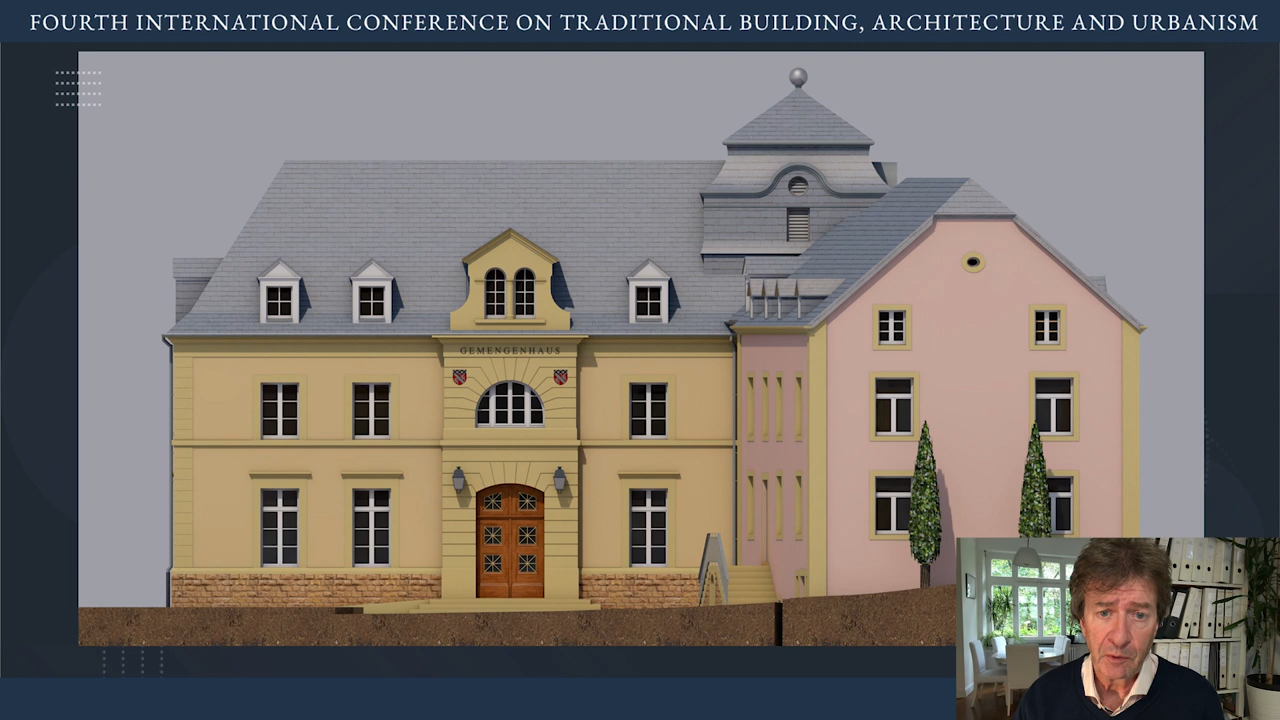 FOURTH INTERNATIONAL CONFERENCE ON TRADITIONAL BUILDING, ARCHITECTURE AND URBANISM
GEMENGENHAUS